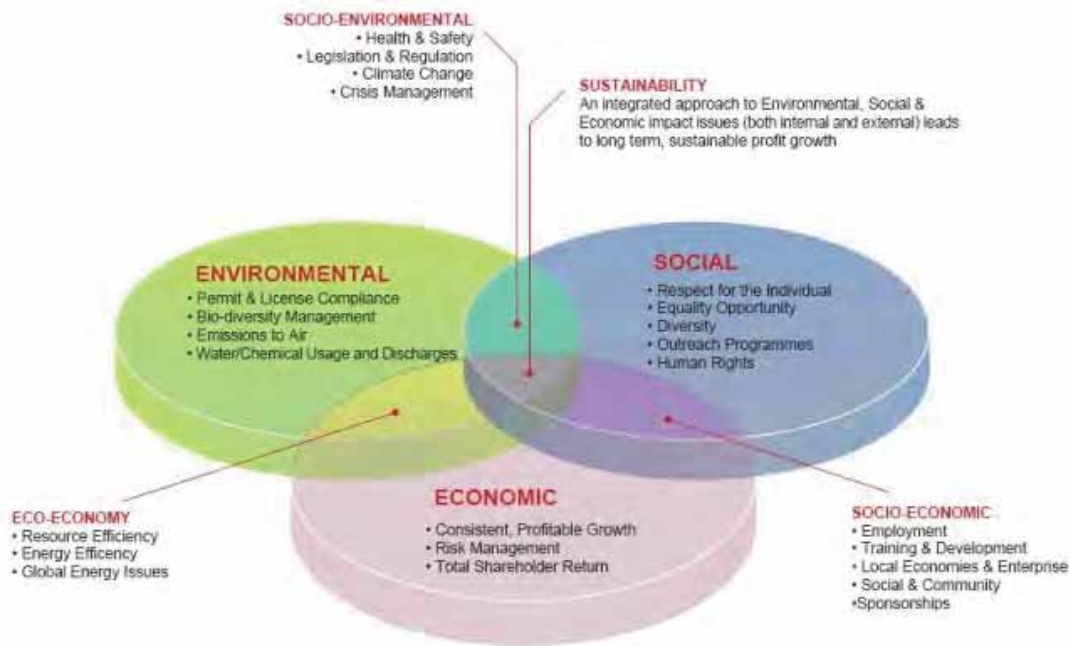 SOCIO-ENVIRONMENTAL
• Health & Safety
• Legislation & Regulation
• Climate Change
• Crisis Management
SUSTAINABILITY
An integrated approach to Environmental, Social &
Economic impact issues (both internal and external) leads
to long term, sustainable profit growth
ENVIRONMENTAL
• Permit & License Compliance
• Bio-diversity Management
• Emissions to Air
• Water/Chemical Usage and Discharges
SOCIAL
• Respect for the Individual
• Equality Opportunity
• Diversity
• Outreach Programmes
• Human Rights
ECO-ECONOMY
• Resource Efficiency
• Energy Efficency
• Global Energy Issues
ECONOMIC
• Consistent, Profitable Growth
• Risk Management
• Total Shareholder Return
SOCIO-ECONOMIC
• Employment
• Training & Development
• Local Economies & Enterprise
• Social & Community
•Sponsorships